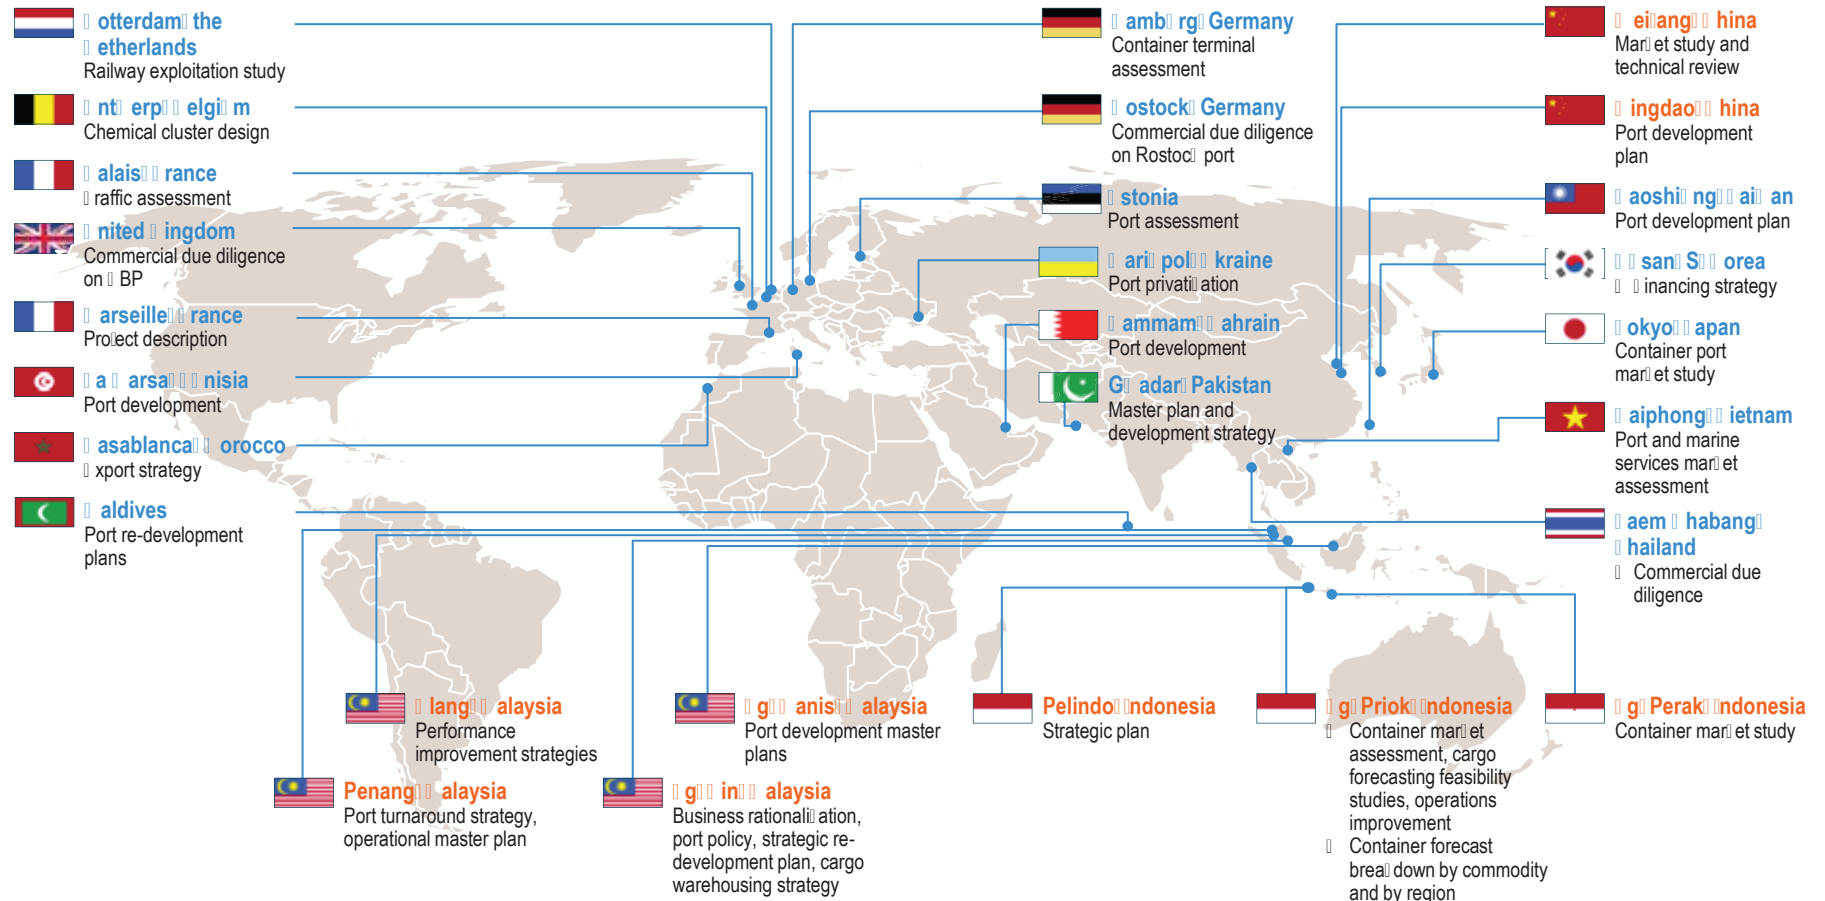 ▯otterdam▯ the
▯etherlands
Railway exploitation study
▯nt▯erp▯▯elgi▯m
Chemical cluster design
▯alais▯▯rance
▯raffic assessment
▯nited ▯ingdom
Commercial due diligence
on ▯BP
▯arseille▯▯rance
Pro▯ect description
▯a ▯arsa▯▯▯nisia
Port development
▯asablanca▯▯orocco
▯xport strategy
▯aldives
Port re-development
plans
▯amb▯rg▯ Germany
Container terminal
assessment
▯ostock▯ Germany
Commercial due diligence
on Rostoc▯ port
▯stonia
Port assessment
▯ari▯pol▯▯kraine
Port privati▯ation
▯ammam▯▯ahrain
Port development
G▯adar▯ Pakistan
Master plan and
development strategy
▯ei▯ang▯▯hina
Mar▯et study and
technical review
▯ingdao▯▯hina
Port development
plan
▯aoshi▯ng▯▯ai▯an
Port development plan
▯▯san▯ S▯▯orea
▯ ▯inancing strategy
▯okyo▯▯apan
Container port
mar▯et study
▯aiphong▯▯ietnam
Port and marine
services mar▯et
assessment
▯aem ▯habang▯
▯hailand
▯ Commercial due
diligence
▯lang▯▯alaysia
Performance
improvement strategies
Penang▯▯alaysia
Port turnaround strategy,
operational master plan
▯g▯▯anis▯▯alaysia
Port development master
plans
▯g▯▯in▯▯alaysia
Business rationali▯ation,
port policy, strategic re-
development plan, cargo
warehousing strategy
Pelindo▯▯ndonesia
Strategic plan
▯g▯ Priok▯▯ndonesia
▯ Container mar▯et
assessment, cargo
forecasting feasibility
studies, operations
improvement
▯ Container forecast
brea▯down by commodity
and by region
▯g▯ Perak▯▯ndonesia
Container mar▯et study